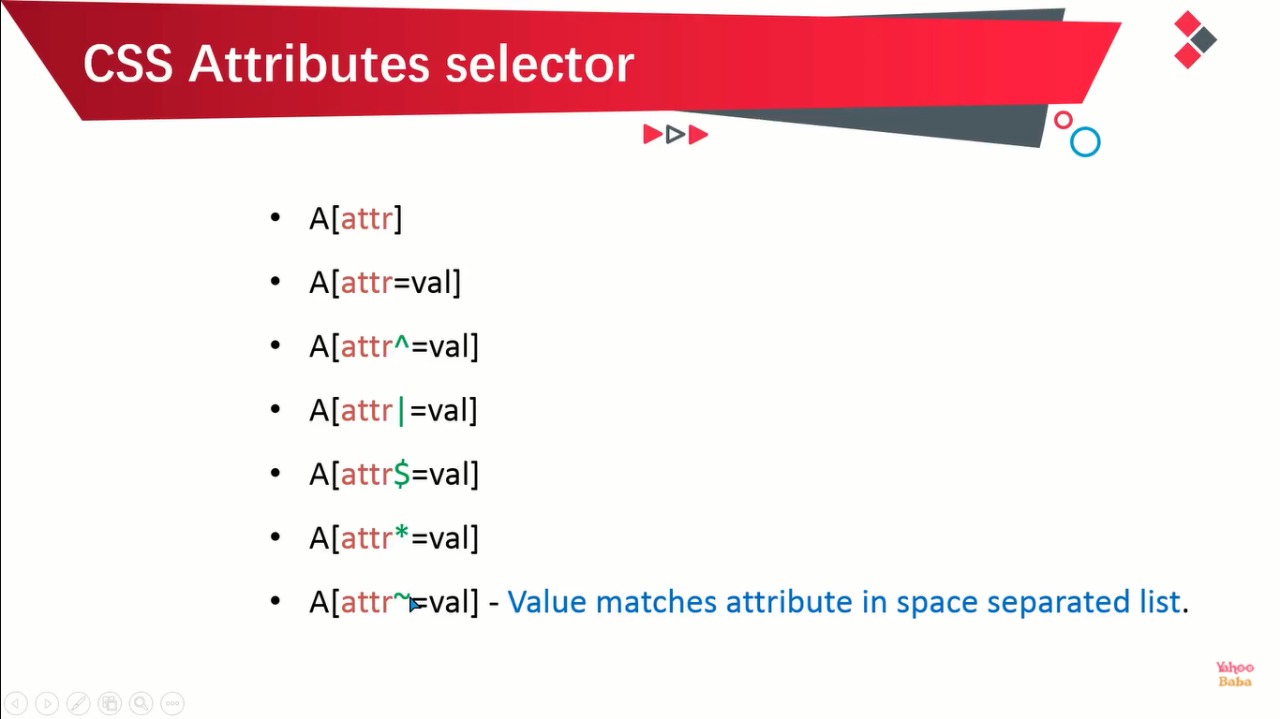 CSS Attributes selector
• A[attr]
• A[attr=val]
• A[attr^=val]
• A[attr|=val]
• A[attr$=val]
• A[attr*=val]
• A[attr~=val] - Value matches attribute in space separated list.
Yahoo
Baba